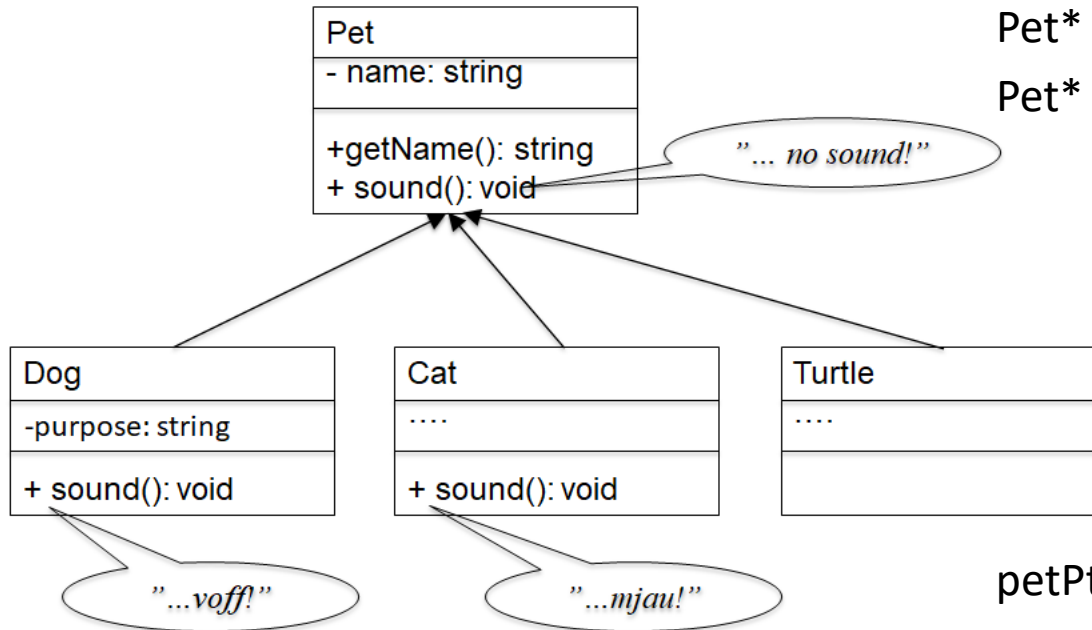 Pet
- name: string
+getName(): string
+ sound(): void
"... no sound!"
Pet*
Pet*
Dog
-purpose: string
+ sound(): void
"...voff!"
Cat
....
+ sound(): void
"...mjau!"
Turtle
....
petPt